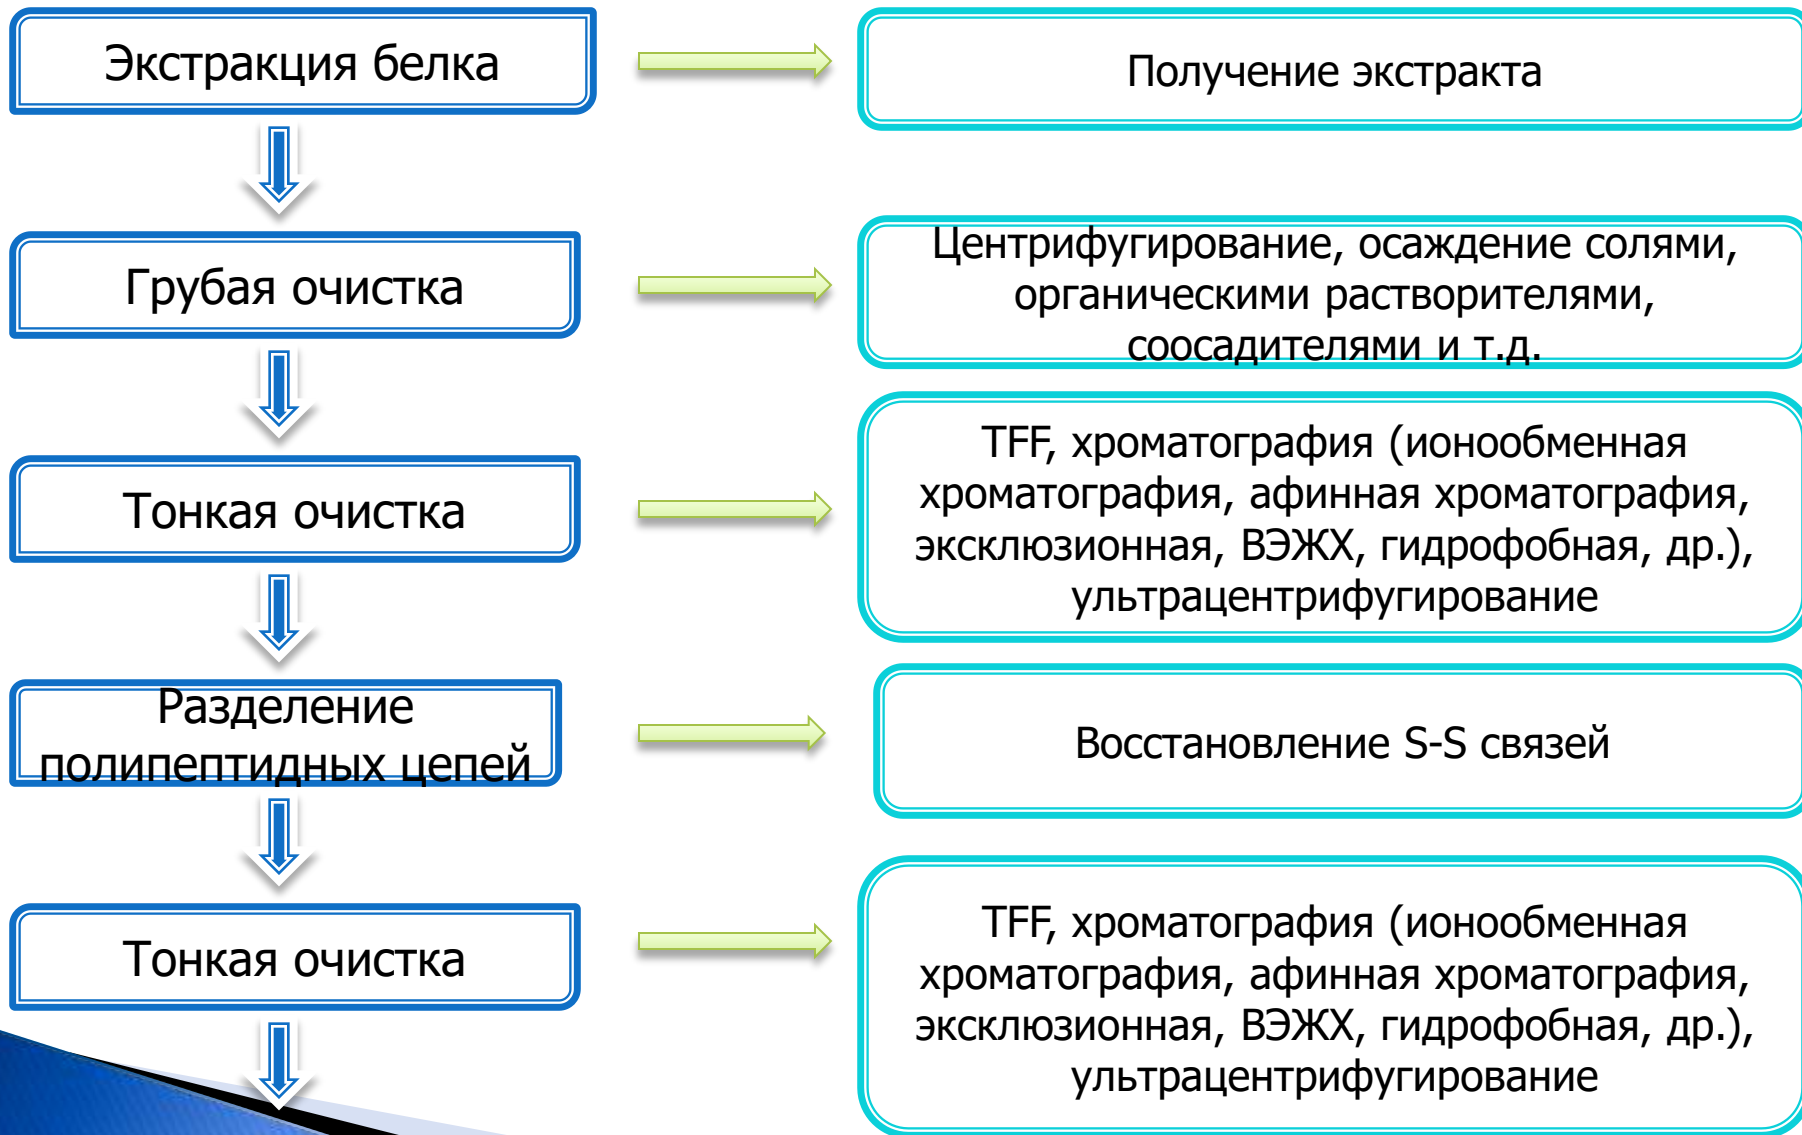 Экстракция белка
Получение экстракта
Грубая очистка
Центрифугирование, осаждение солями,
органическими растворителями,
соосадителями и т.д.
Тонкая очистка
TFF, хроматография (ионообменная
хроматография, афинная хроматография,
эксклюзионная, ВЭЖХ, гидрофобная, др.),
ультрацентрифугирование
Разделение
полипептидных цепей
Восстановление S-S связей
Тонкая очистка
TFF, хроматография (ионообменная
хроматография, афинная хроматография,
эксклюзионная, ВЭЖХ, гидрофобная, др.),
ультрацентрифугирование